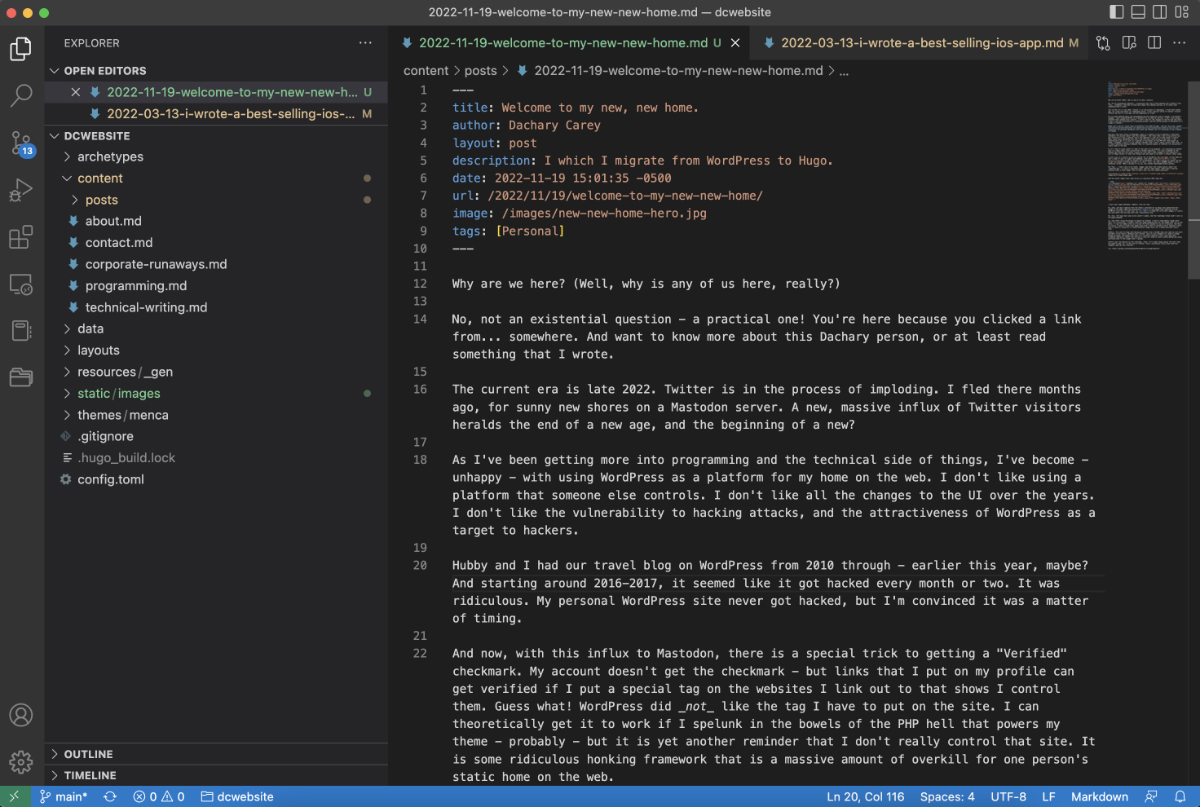 2022-11-19-welcome-to-my-new-new-home.md — dcwebsite
EXPLORER
OPEN EDITORS
2022-11-19-welcome-to-my-new-new-h... U
2022-03-13-i-wrote-a-best-selling-ios-... M
DCWEBSITE
archetypes
content
posts
about.md
contact.md
corporate-runaways.md
programming.md
technical-writing.md
data
layouts
resources / _gen
static / images
themes / menca
.gitignore
.hugo_build.lock
config.toml
OUTLINE
TIMELINE
13
2022-11-19-welcome-to-my-new-new-home.md U
2022-03-13-i-wrote-a-best-selling-ios-app.md M
content > posts > 2022-11-19-welcome-to-my-new-new-home.md > ...
1 ---
2 title: Welcome to my new, new home.
3 author: Dachary Carey
4 layout: post
5 description: I which I migrate from WordPress to Hugo.
6 date: 2022-11-19 15:01:35 -0500
7 url: /2022/11/19/welcome-to-my-new-new-home/
8 image: /images/new-new-home-hero.jpg
9 tags: [Personal]
10 ---
11
12 Why are we here? (Well, why is any of us here, really?)
13
14 No, not an existential question - a practical one! You're here because you clicked a link
from... somewhere. And want to know more about this Dachary person, or at least read
something that I wrote.
15
16 The current era is late 2022. Twitter is in the process of imploding. I fled there months
ago, for sunny new shores on a Mastodon server. A new, massive influx of Twitter visitors
heralds the end of a new age, and the beginning of a new?
17
18 As I've been getting more into programming and the technical side of things, I've become -
unhappy - with using WordPress as a platform for my home on the web. I don't like using a
platform that someone else controls. I don't like all the changes to the UI over the years.
I don't like the vulnerability to hacking attacks, and the attractiveness of WordPress as a
target to hackers.
19
20 Hubby and I had our travel blog on WordPress from 2010 through - earlier this year, maybe?
And starting around 2016-2017, it seemed like it got hacked every month or two. It was
ridiculous. My personal WordPress site never got hacked, but I'm convinced it was a matter
of timing.
21
22 And now, with this influx to Mastodon, there is a special trick to getting a "Verified"
checkmark. My account doesn't get the checkmark - but links that I put on my profile can
get verified if I put a special tag on the websites I link out to that shows I control
them. Guess what! WordPress did _not_ like the tag I have to put on the site. I can
theoretically get it to work if I spelunk in the bowels of the PHP hell that powers my
theme - probably - but it is yet another reminder that I don't really control that site. It
is some ridiculous honking framework that is a massive amount of overkill for one person's
static home on the web.
main* 0 0 dcwebsite
Ln 20, Col 116 Spaces: 4 UTF-8 LF Markdown